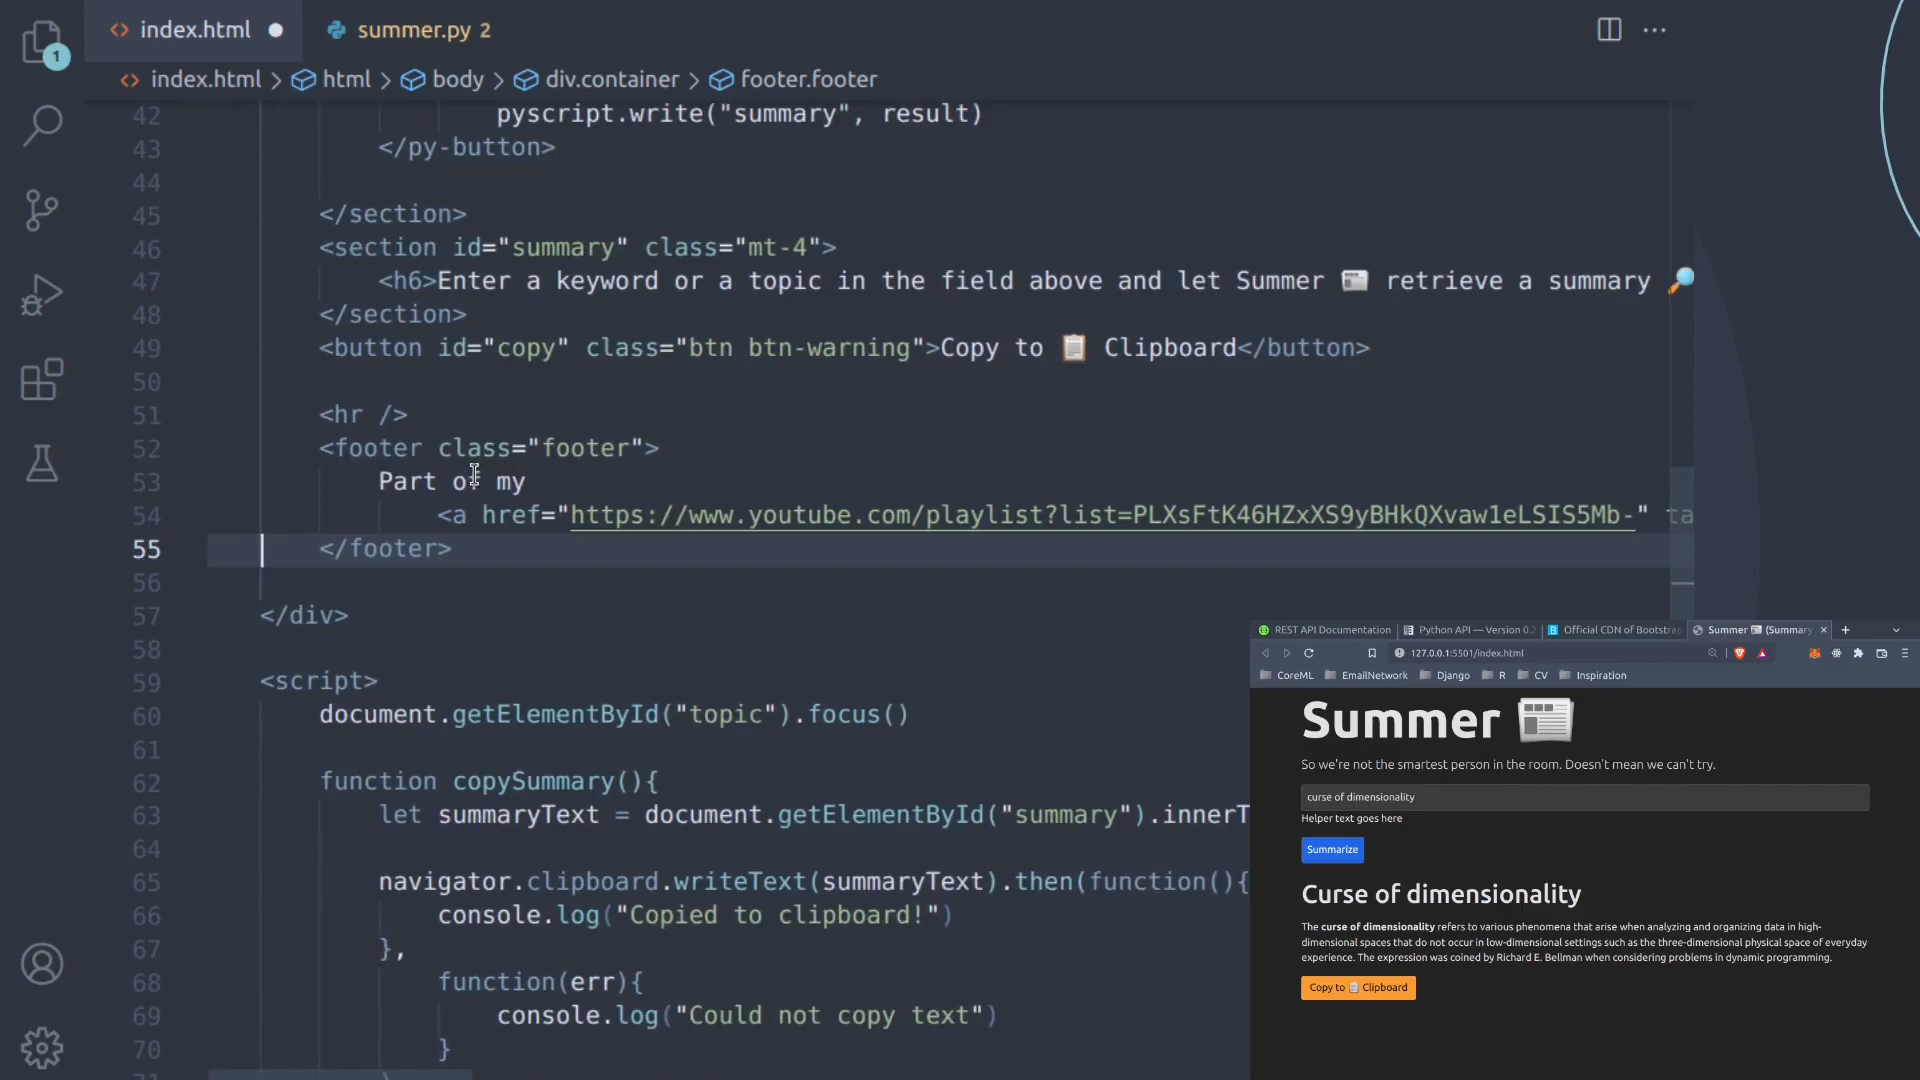 index.html
summer.py 2
1
index.html > html > body > div.container > footer.footer
42 pyscript.write("summary", result)
43 </py-button>
44
45 </section>
46 <section id="summary" class="mt-4">
47 <h6>Enter a keyword or a topic in the field above and let Summer 📰 retrieve a summary 🔎
48 </section>
49 <button id="copy" class="btn btn-warning">Copy to 📋 Clipboard</button>
50
51 <hr />
52 <footer class="footer">
53 Part of my
54 <a href="https://www.youtube.com/playlist?list=PLXsFtK46HZxXS9yBHkQXvaw1eLSIS5Mb-" ta
55 </footer>
56
57 </div>
58
59 <script>
60 document.getElementById("topic").focus()
61
62 function copySummary(){
63 let summaryText = document.getElementById("summary").innerT
64
65 navigator.clipboard.writeText(summaryText).then(function(){
66 console.log("Copied to clipboard!")
67 },
68 function(err){
69 console.log("Could not copy text")
70 }
REST API Documentation
Python API — Version 0.2
Official CDN of Bootstra
Summer 📰 (Summary
127.0.0.1:5501/index.html
CoreML EmailNetwork Django R CV Inspiration
Summer 📰
So we're not the smartest person in the room. Doesn't mean we can't try.
curse of dimensionality
Helper text goes here
Summarize
Curse of dimensionality
The curse of dimensionality refers to various phenomena that arise when analyzing and organizing data in high-
dimensional spaces that do not occur in low-dimensional settings such as the three-dimensional physical space of everyday
experience. The expression was coined by Richard E. Bellman when considering problems in dynamic programming.
Copy to 📋 Clipboard